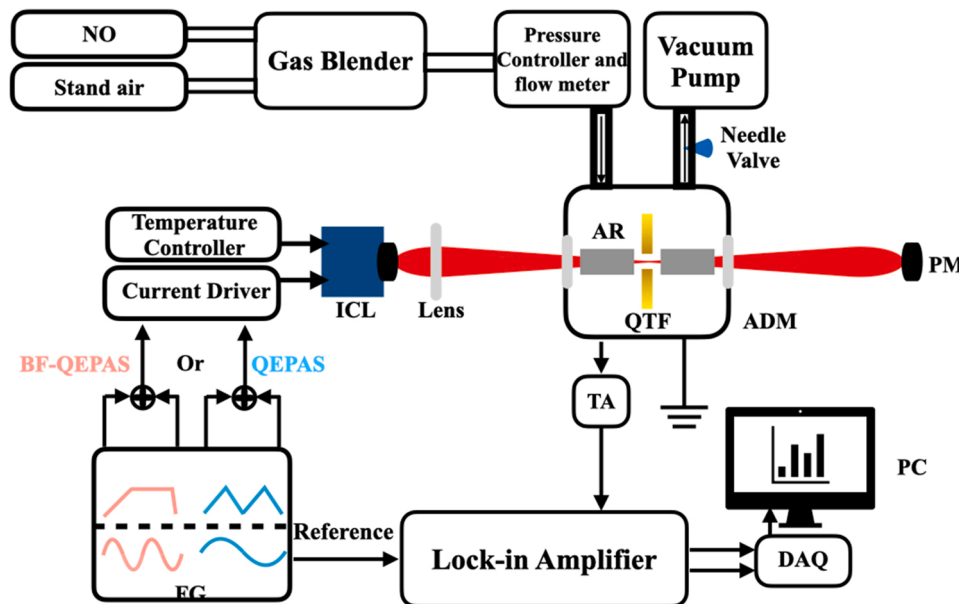 NO
Stand air
Gas Blender
Pressure
Controller and
flow meter
Vacuum
Pump
Needle
Valve
Temperature
Controller
Current Driver
ICL
Lens
AR
QTF
ADM
PM
BF-QEPAS
Or
QEPAS
TA
PC
Reference
Lock-in Amplifier
DAQ
FG